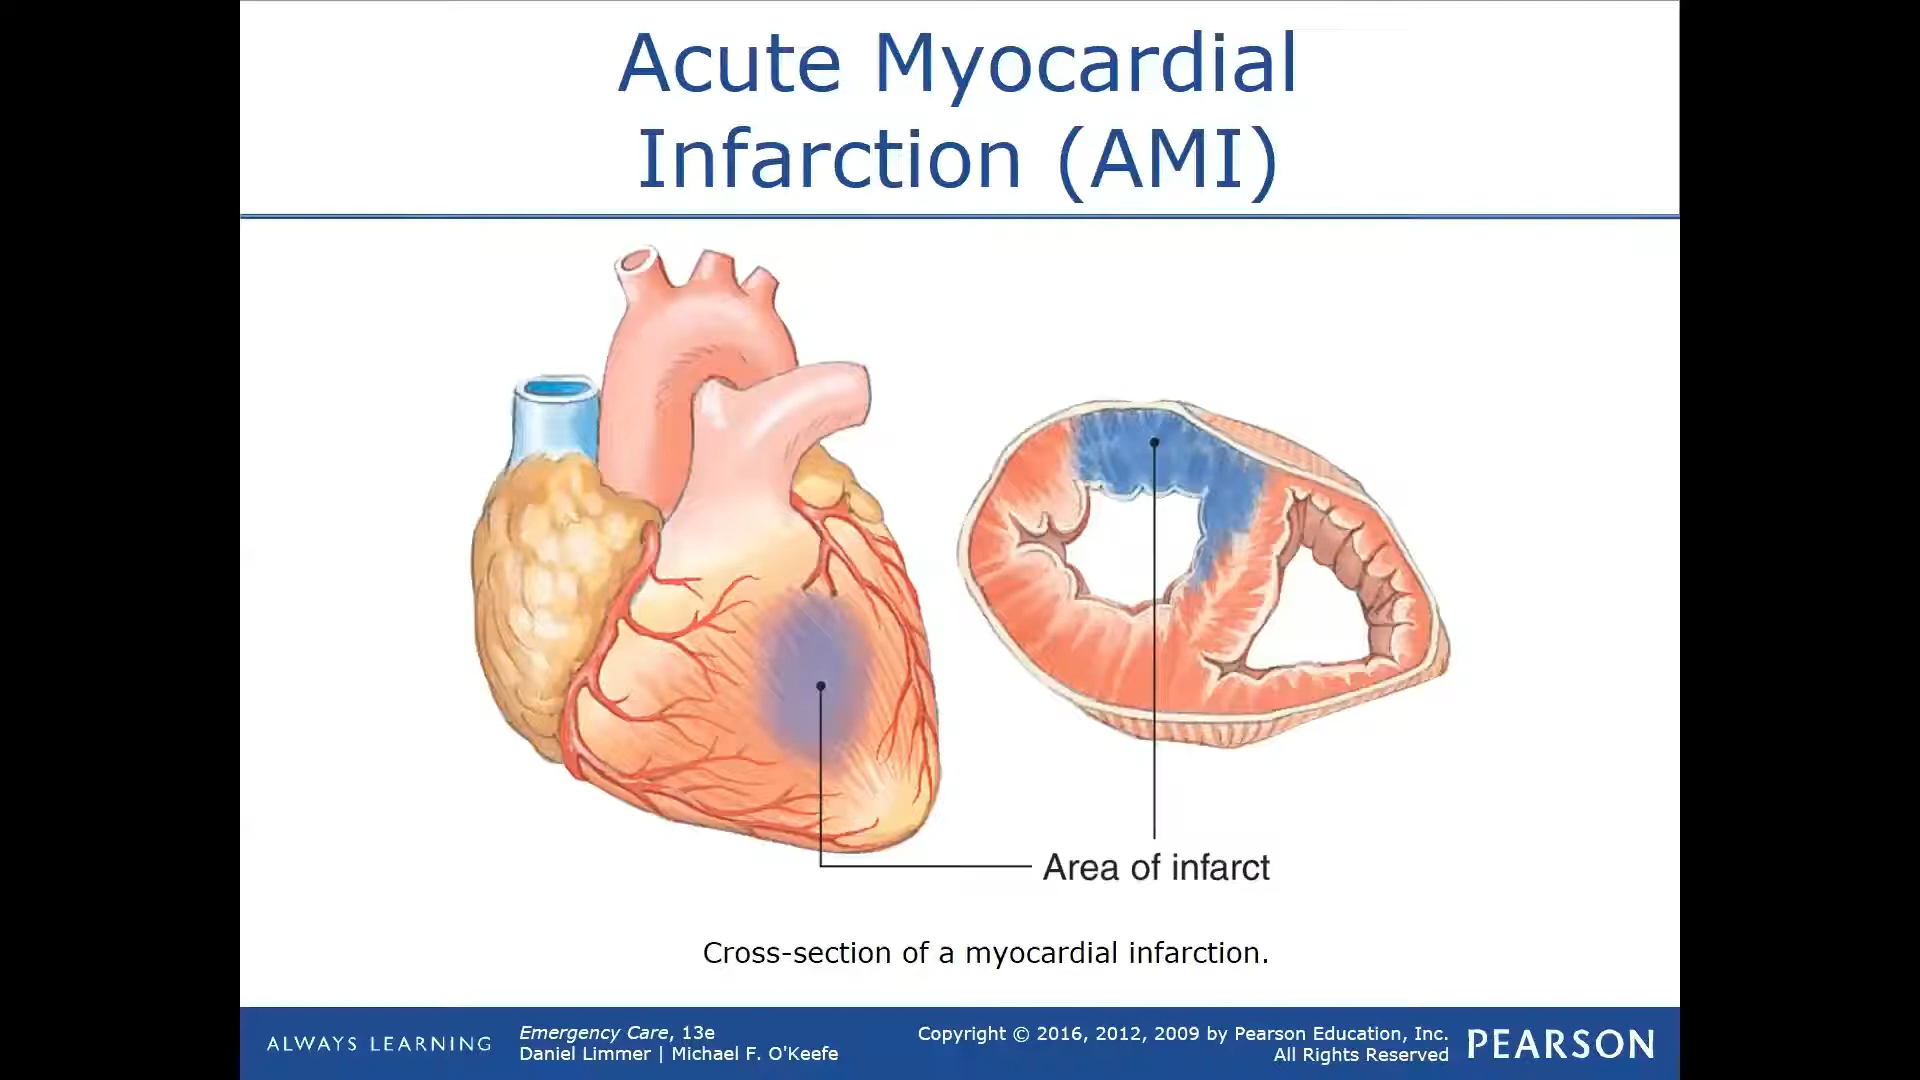 Acute Myocardial
Infarction (AMI)
Area of infarct
Cross-section of a myocardial infarction.
ALWAYS LEARNING
Emergency Care, 13e
Daniel Limmer | Michael F. O'Keefe
Copyright © 2016, 2012, 2009 by Pearson Education, Inc.
All Rights Reserved
PEARSON